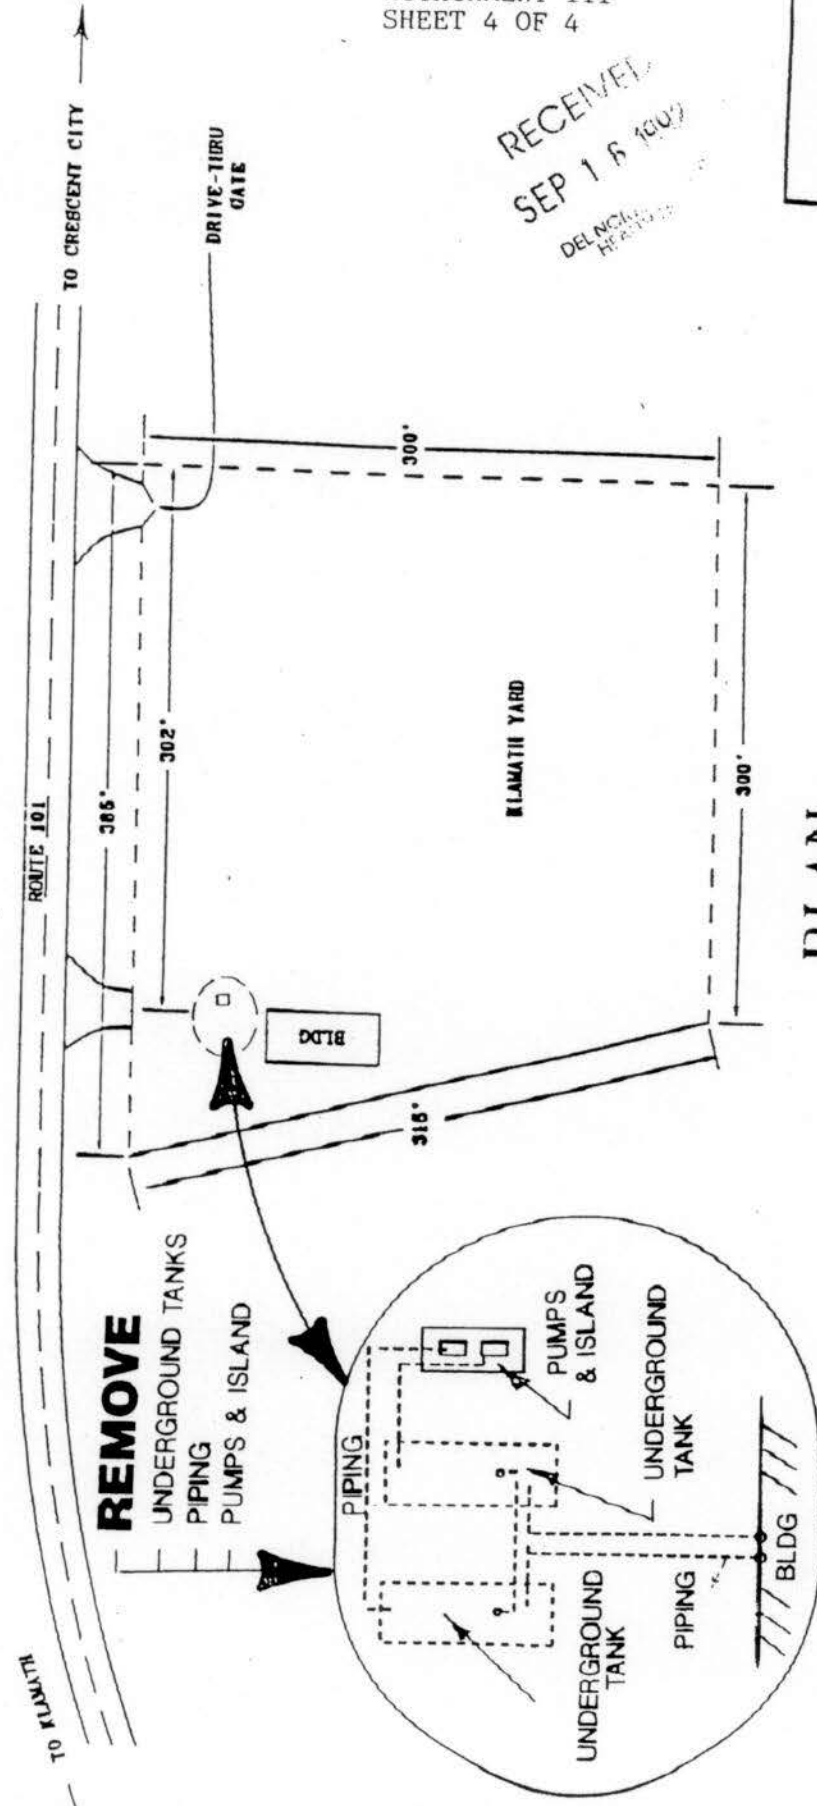 SHEET 4 OF 4
RECEIVED
SEP 1 6
TO CRESCENT CITY
DRIVE-THRU
GATE
ROUTE 101
385'
302'
300'
KLAMATH YARD
300'
BLDG
315'
TO KLAMATH
REMOVE
UNDERGROUND TANKS
PIPING
PUMPS & ISLAND
PIPING
PUMPS
& ISLAND
UNDERGROUND
TANK
UNDERGROUND
TANK
PIPING
BLDG
PLAN